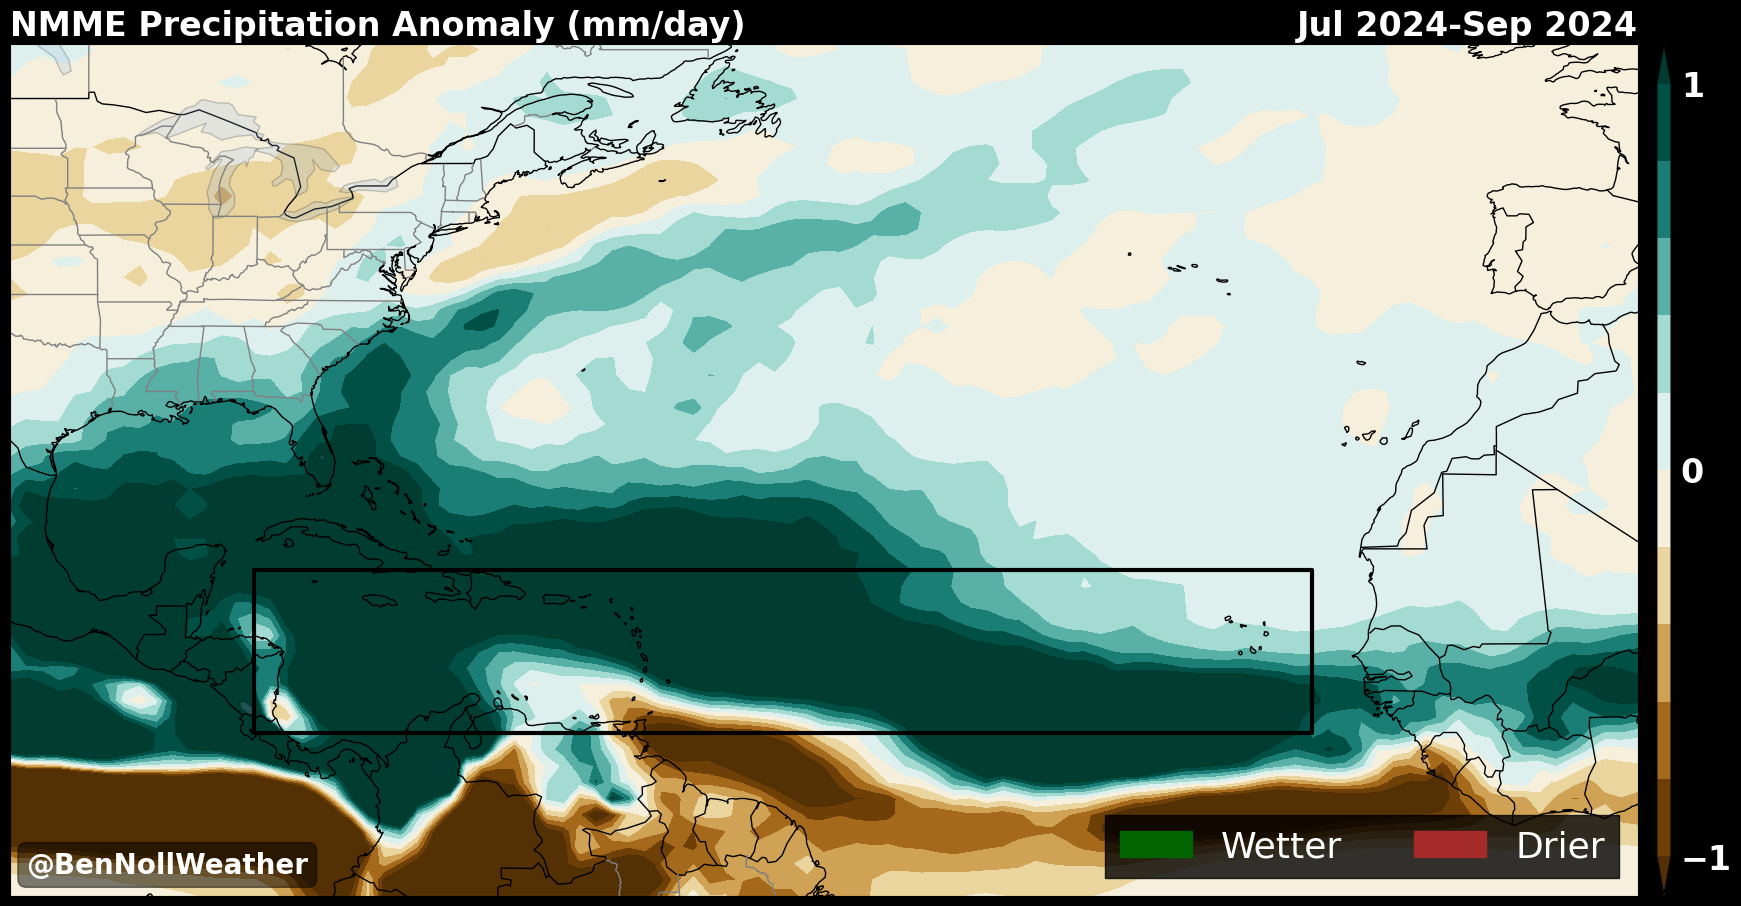 NMME Precipitation Anomaly (mm/day)
Jul 2024-Sep 2024
1
0
−1
Wetter
Drier
@BenNollWeather